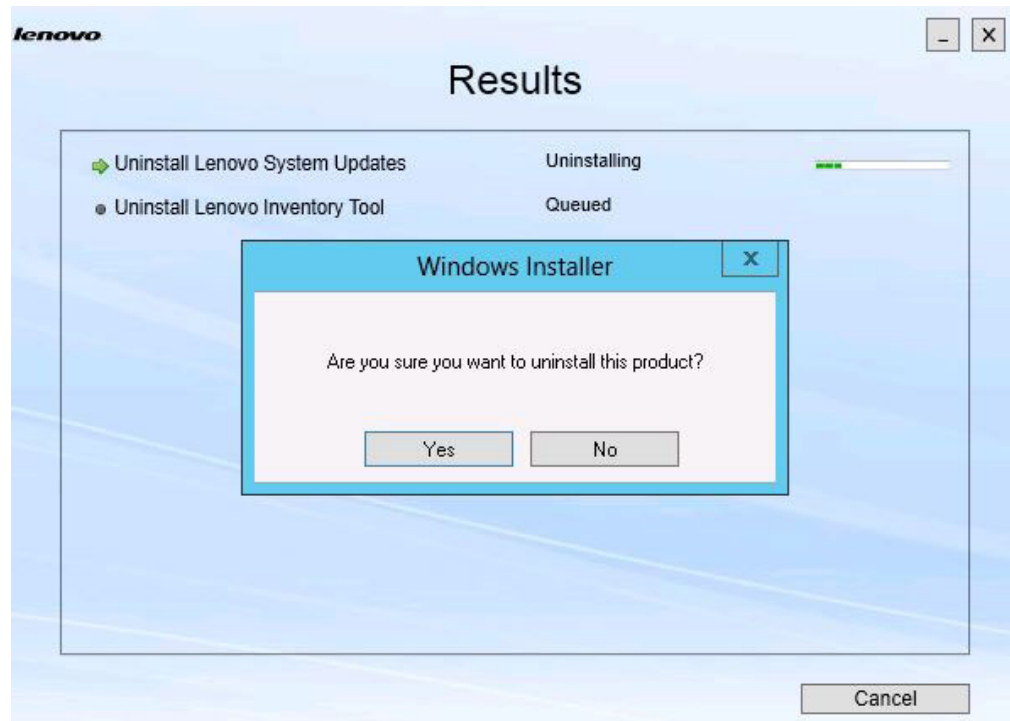 lenovo
Results
Uninstall Lenovo System Updates Uninstalling
Uninstall Lenovo Inventory Tool Queued
Windows Installer
Are you sure you want to uninstall this product?
Yes No
Cancel